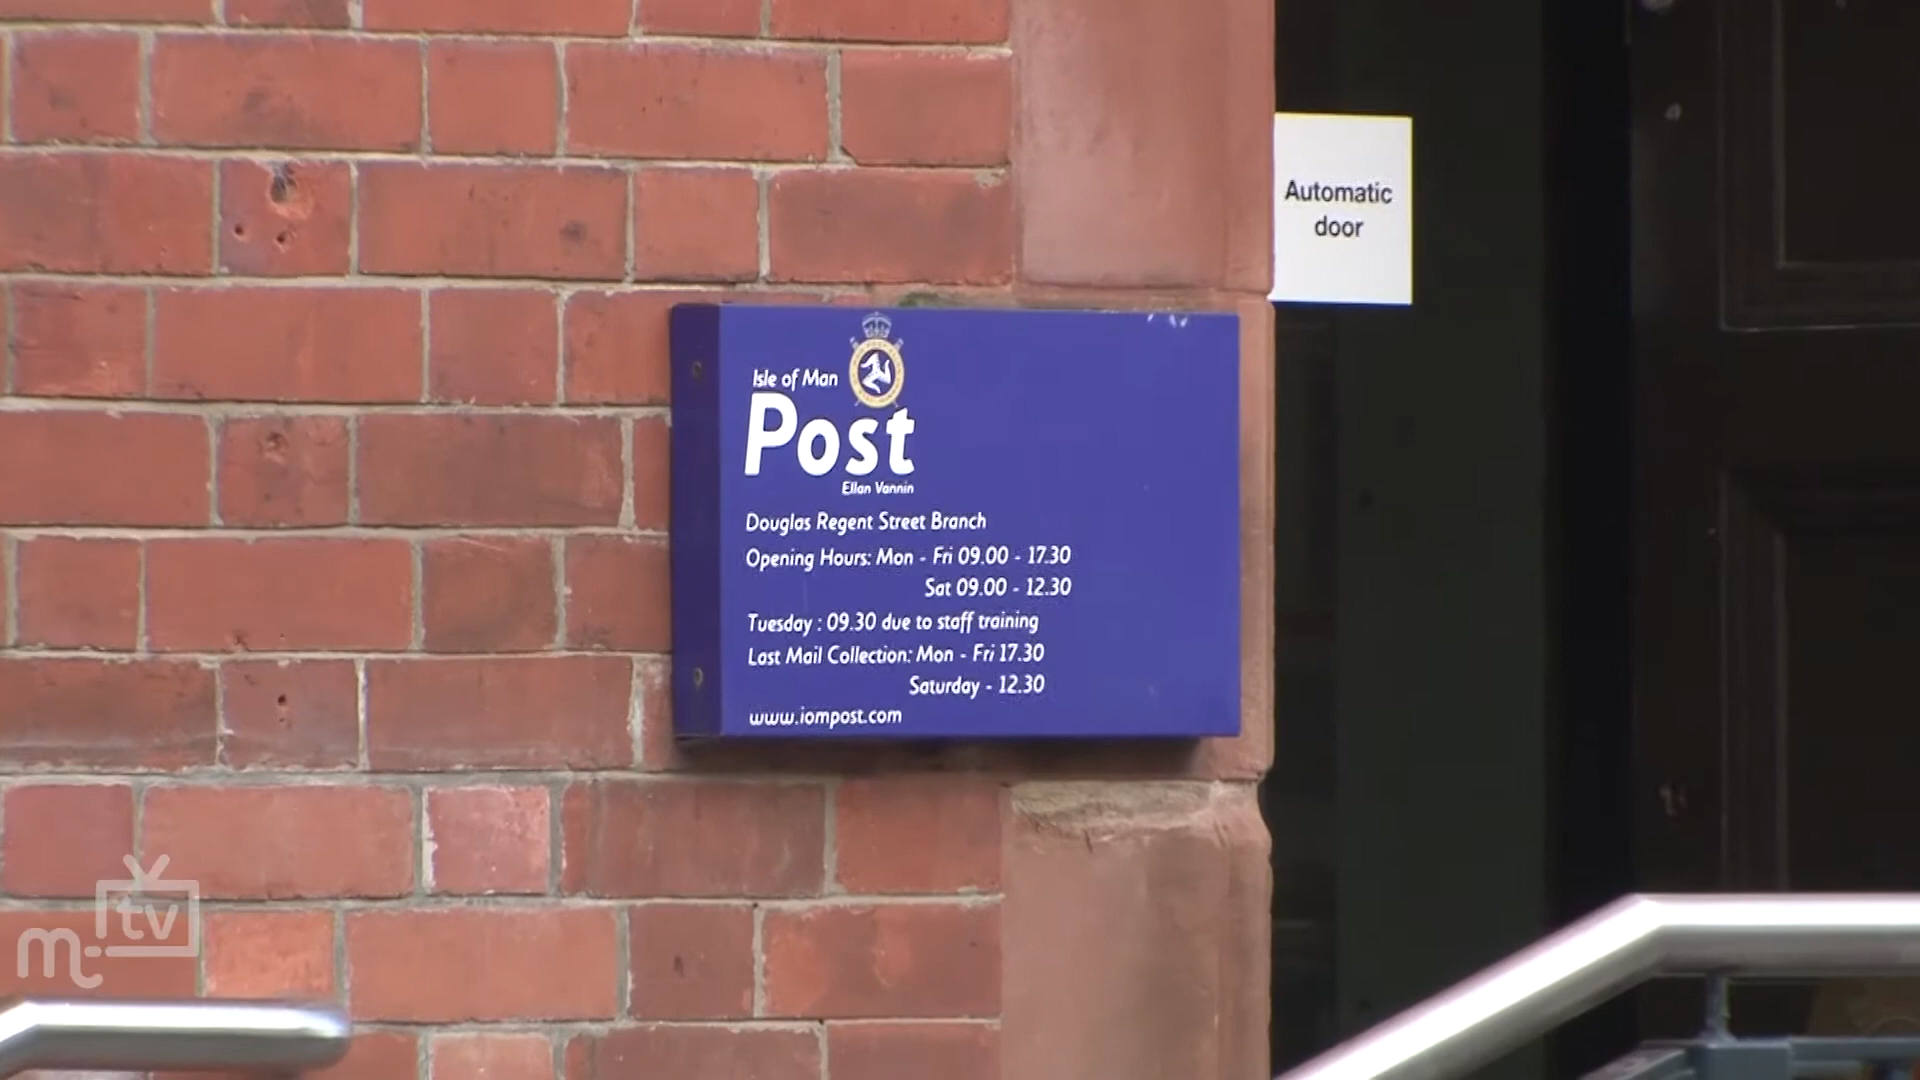 Automatic
door
Isle of Man
Post
Ellan Vannin
Douglas Regent Street Branch
Opening Hours: Mon - Fri 09.00 - 17.30
Sat 09.00 - 12.30
Tuesday : 09.30 due to staff training
Last Mail Collection: Mon - Fri 17.30
Saturday - 12.30
www.iompost.com
mtv